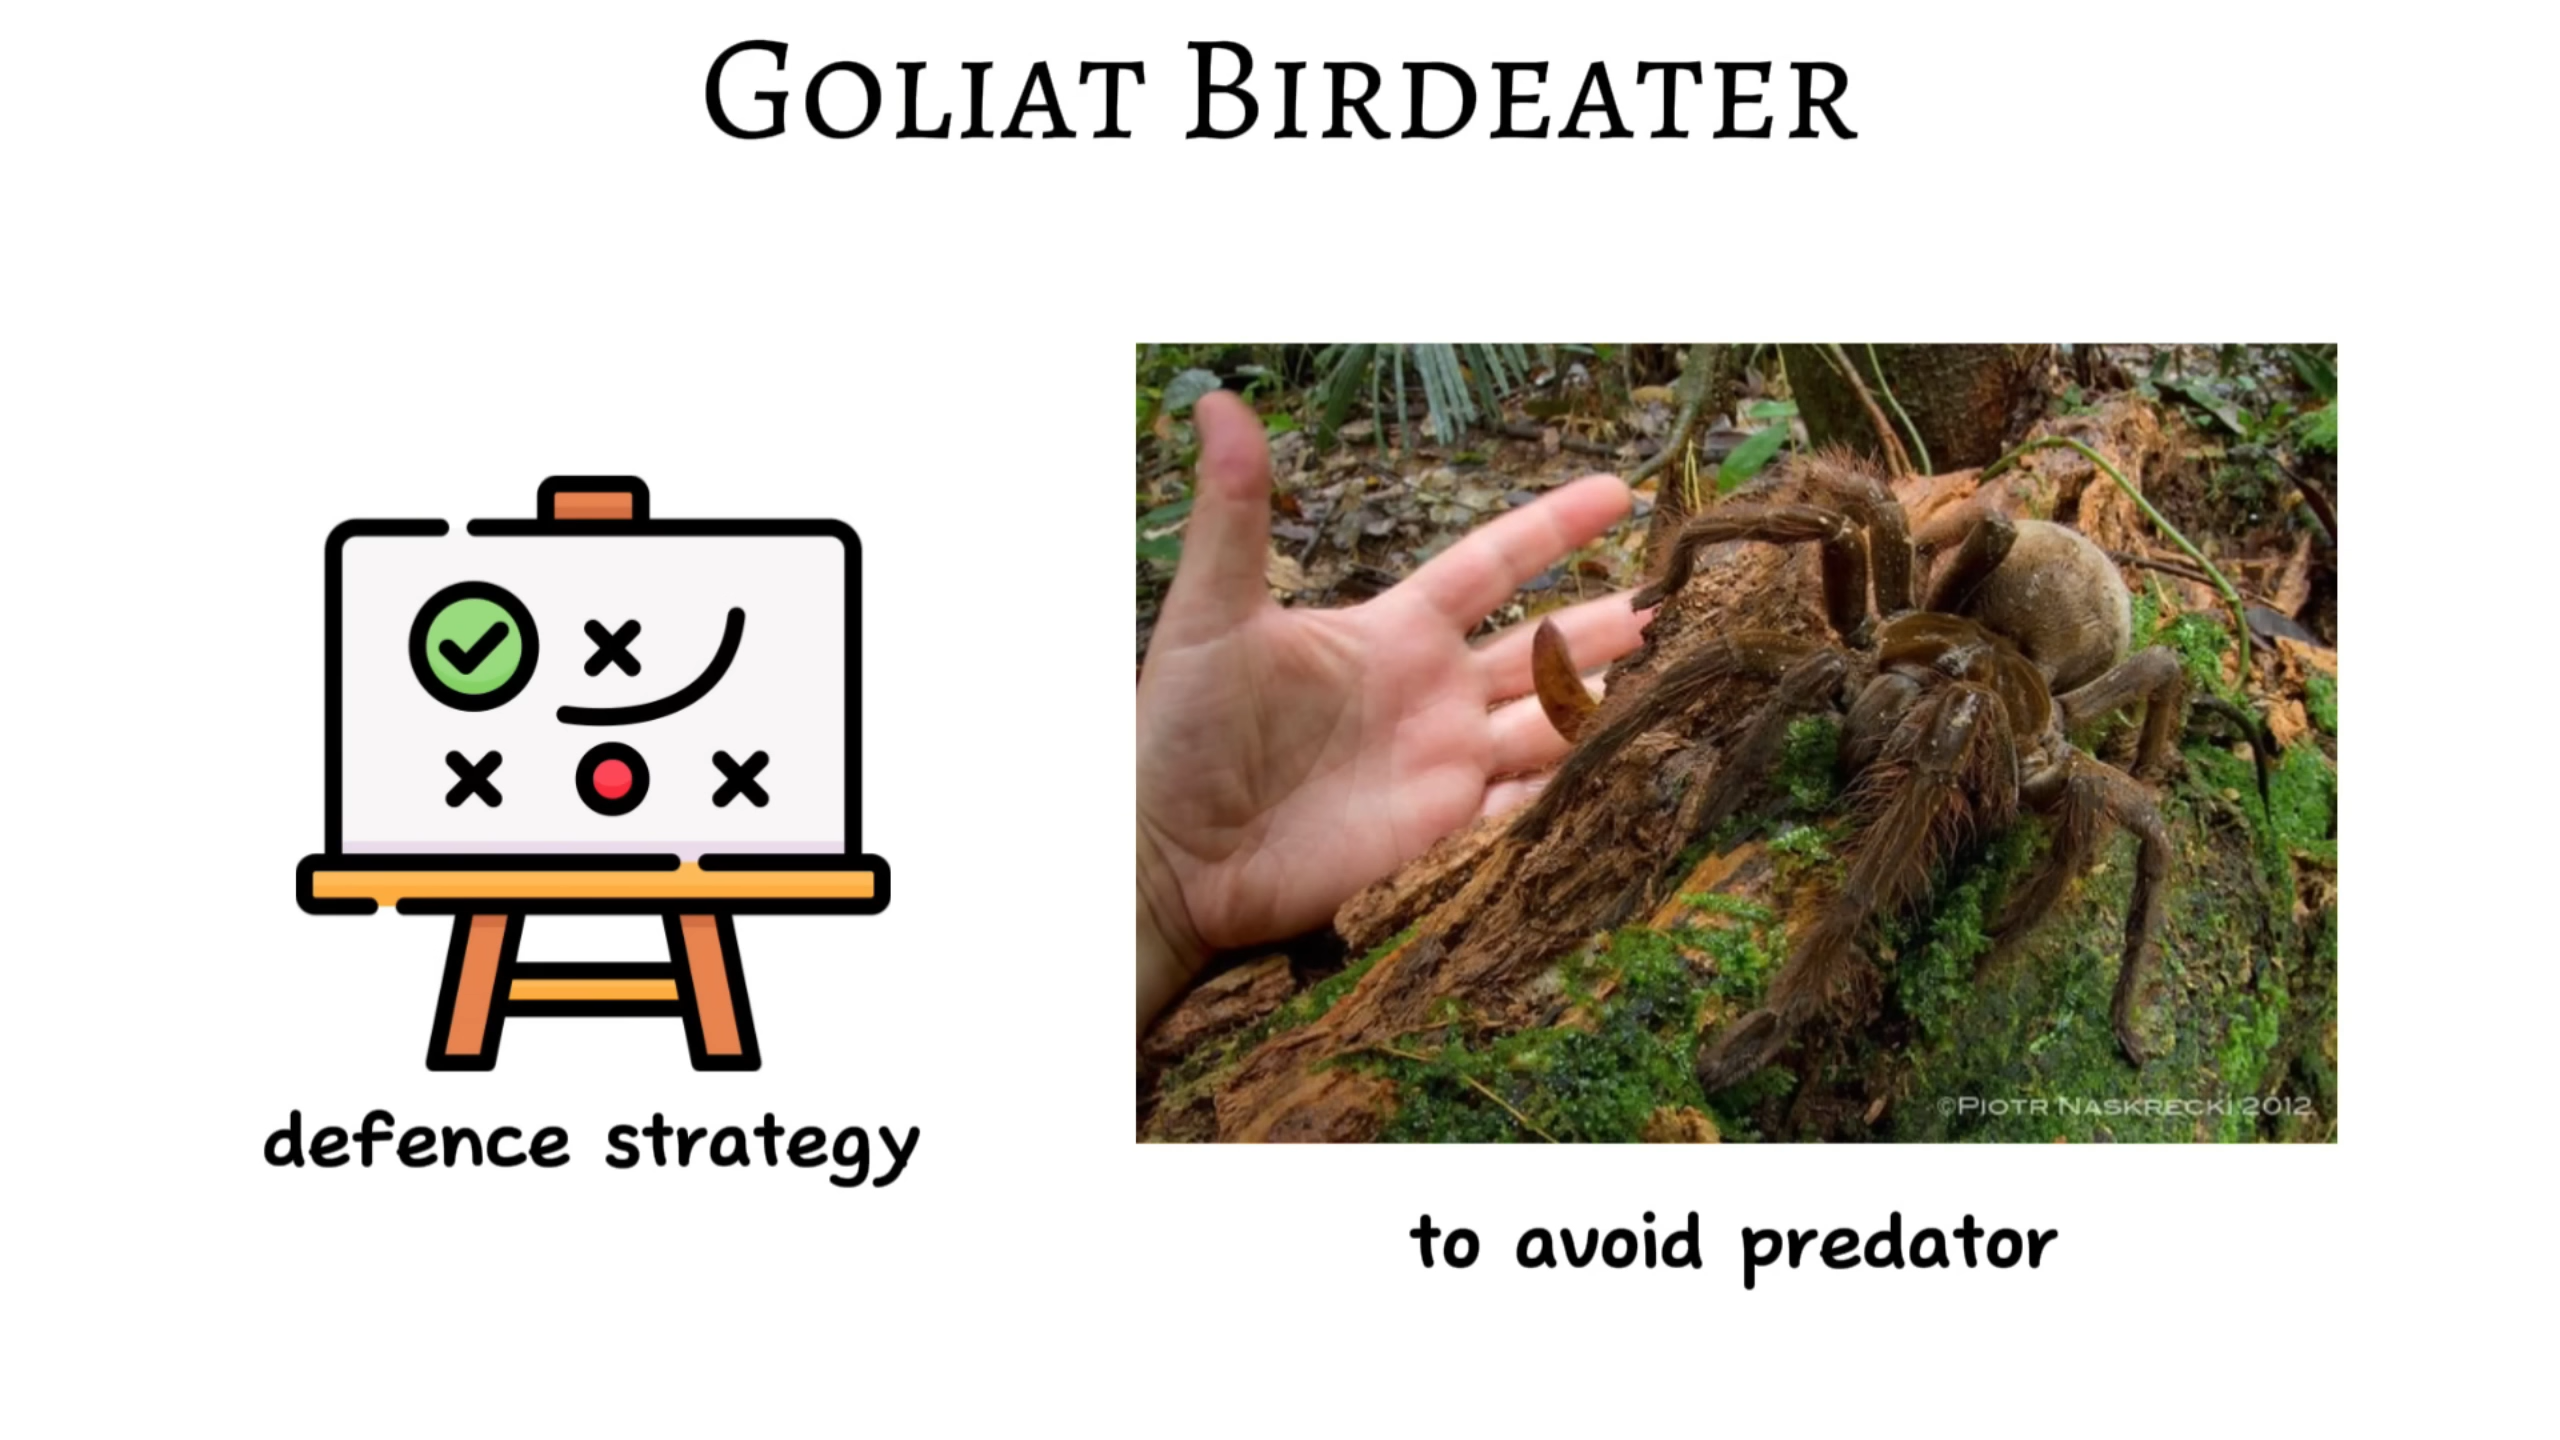 Goliat Birdeater
©Piotr Naskrecki 2012
defence strategy
to avoid predator